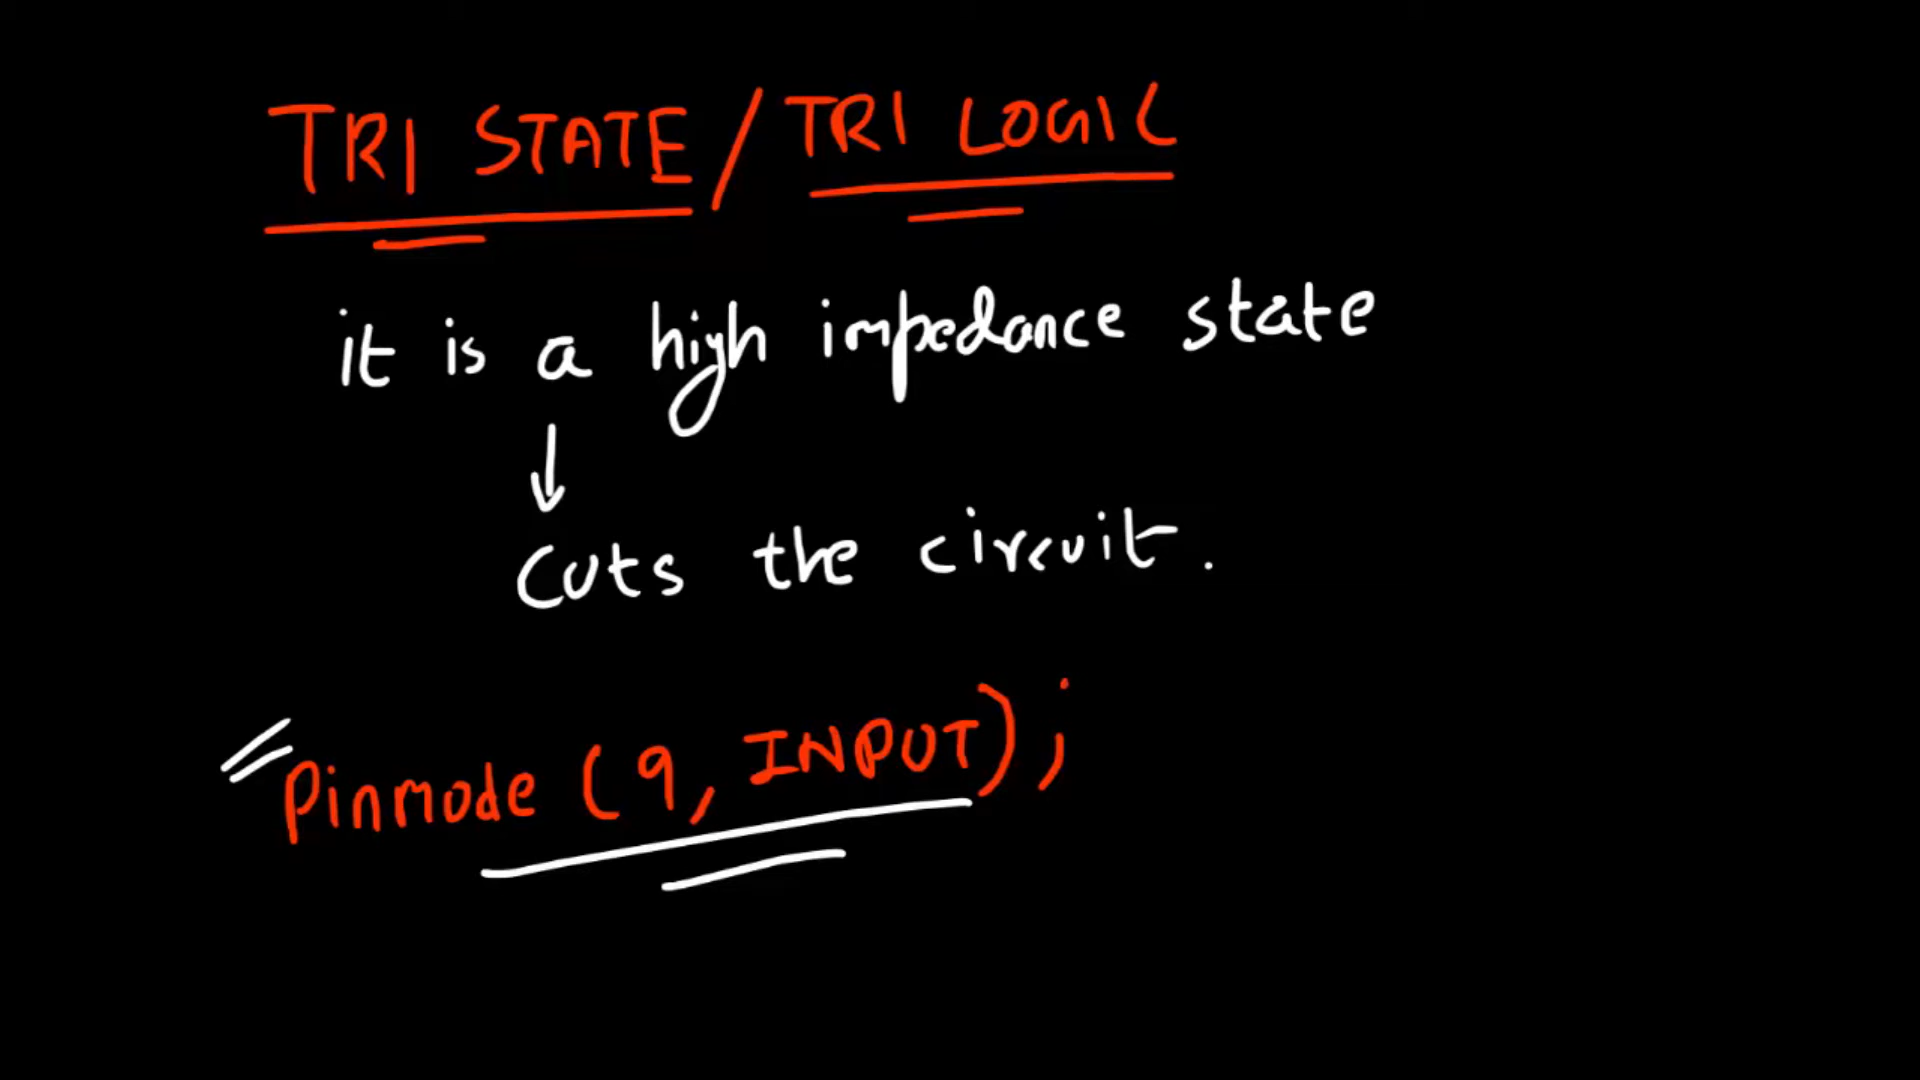 TRI STATE / TRI LOGIC
it is a high impedance state
↓
cuts the circuit.
Pinmode (9, INPUT);